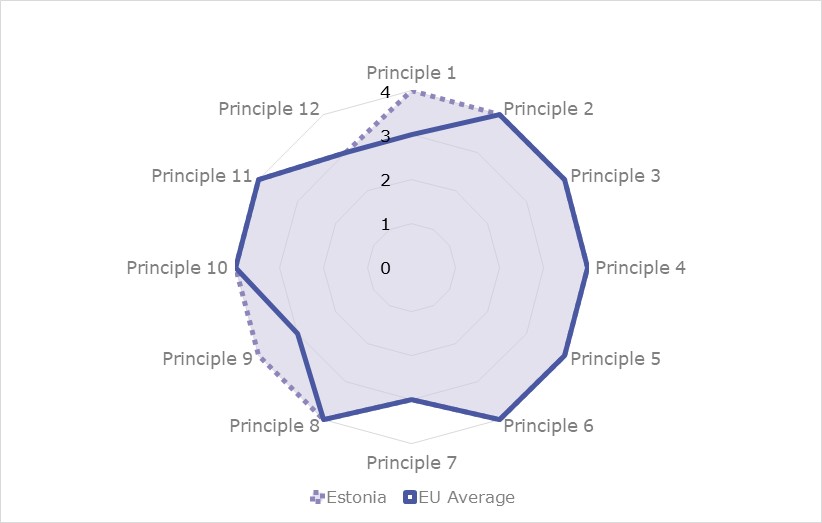 Principle 1
Principle 12
Principle 2
Principle 11
Principle 3
Principle 10
Principle 4
Principle 9
Principle 5
Principle 8
Principle 6
Principle 7
4
3
2
1
0
Estonia
EU Average